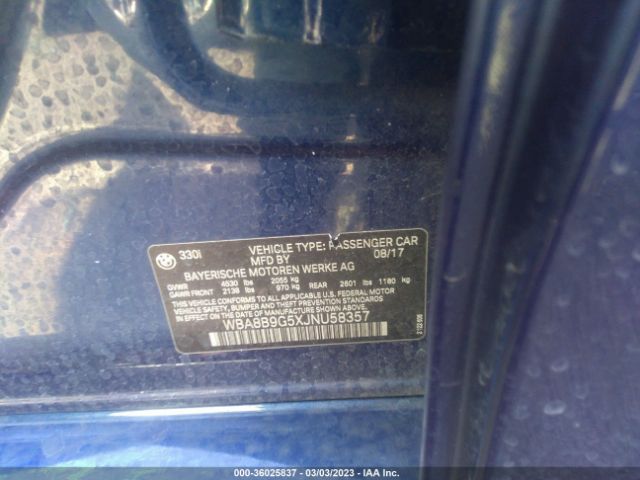 330i VEHICLE TYPE: PASSENGER CAR
MFD BY 08/17
BAYERISCHE MOTOREN WERKE AG
GVWR 4530 lbs 2055 kg
GAWR FRONT 2138 lbs 970 kg REAR 2601 lbs 1180 kg
THIS VEHICLE CONFORMS TO ALL APPLICABLE U.S. FEDERAL MOTOR
VEHICLE SAFETY, BUMPER AND THEFT PREVENTION STANDARDS IN
EFFECT ON THE DATE OF MANUFACTURE SHOWN ABOVE.
WBA8B9G5XJNU58357
000-36025837 - 03/03/2023 - IAA Inc.